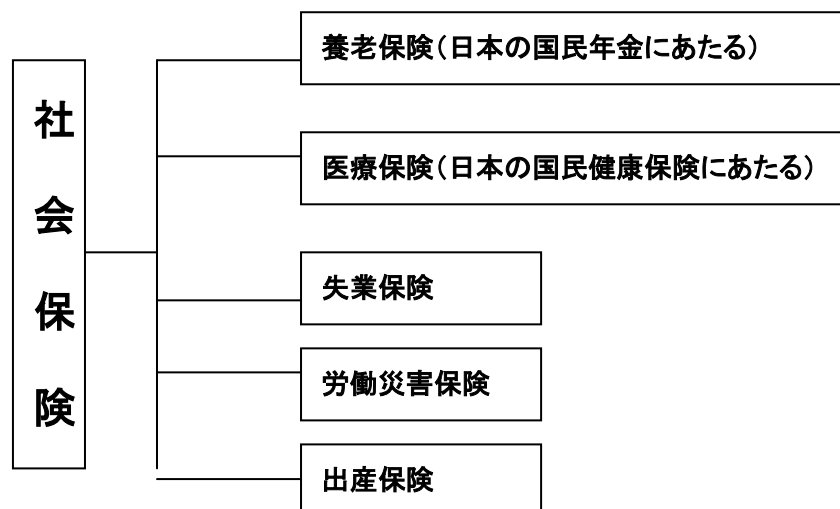 社会保険
養老保険（日本の国民年金にあたる）
医療保険（日本の国民健康保険にあたる）
失業保険
労働災害保険
出産保険